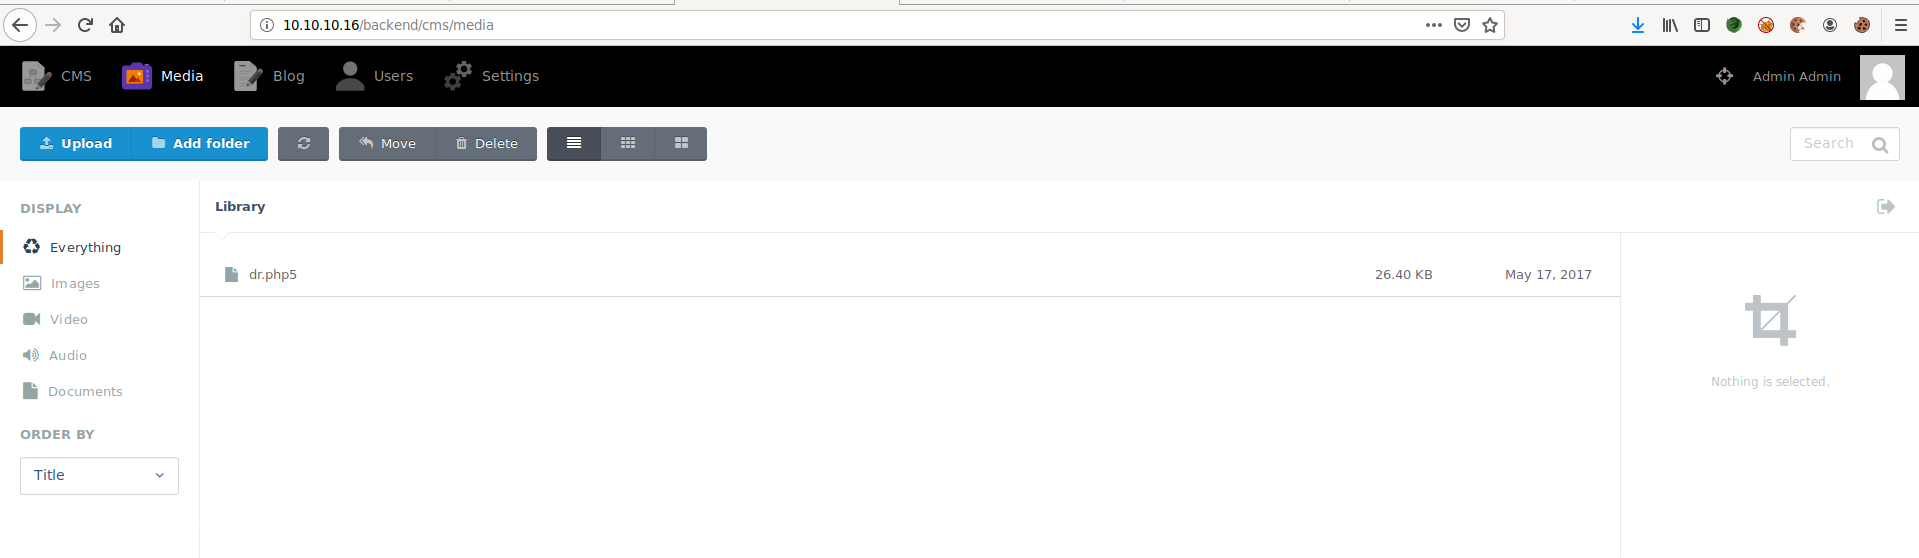 10.10.10.16/backend/cms/media
CMS Media Blog Users Settings Admin Admin
Upload Add folder Move Delete Search
DISPLAY
Library
Everything
dr.php5 26.40 KB May 17, 2017
Images
Video
Audio
Nothing is selected.
Documents
ORDER BY
Title